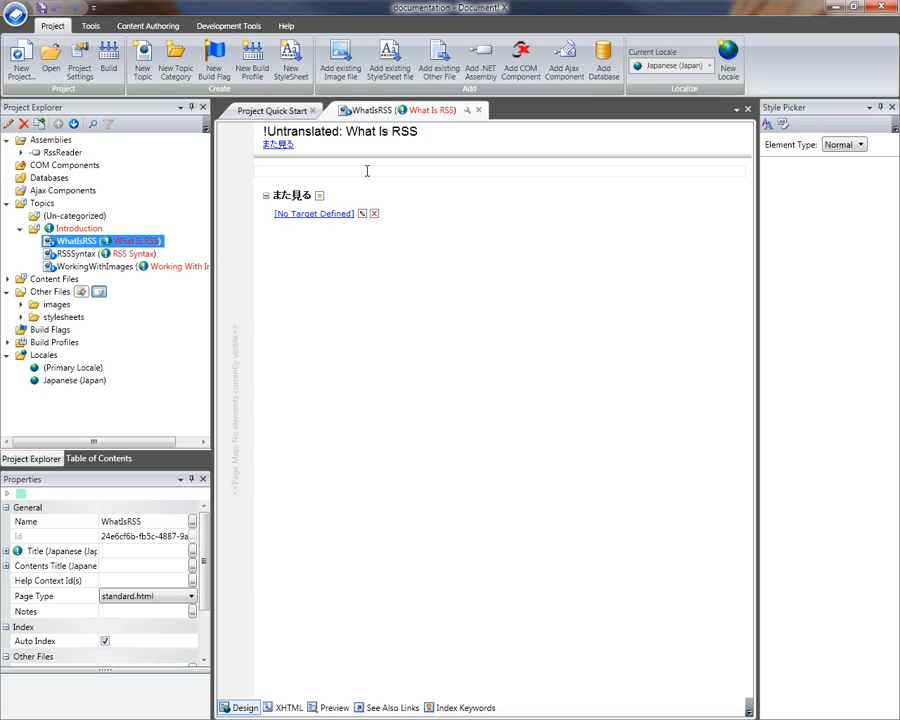 documentation - Document! X
Project
Tools
Content Authoring
Development Tools
Help
New Project...
Open
Project Settings
Build
Project
New Topic
New Topic Category
New Build Flag
New Build Profile
New StyleSheet
Create
Add existing Image file
Add existing StyleSheet file
Add existing Other File
Add .NET Assembly
Add COM Component
Add Ajax Component
Add Database
Add
Current Locale
Japanese (Japan)
New Locale
Localize
Project Explorer
Assemblies
RssReader
COM Components
Databases
Ajax Components
Topics
(Un-categorized)
Introduction
WhatIsRSS ( What Is RSS)
RSSSyntax ( RSS Syntax)
WorkingWithImages ( Working With Ir
Content Files
Other Files
images
stylesheets
Build Flags
Build Profiles
Locales
(Primary Locale)
Japanese (Japan)
Project Explorer
Table of Contents
Properties
General
Name WhatIsRSS
Id 24e6cf6b-fb5c-4887-9a
Title (Japanese (Jap
Contents Title (Japane
Help Context Id(s)
Page Type standard.html
Notes
Index
Auto Index
Other Files
Project Quick-Start
WhatIsRSS ( What Is RSS)
!Untranslated: What Is RSS
また見る
また見る
[No Target Defined]
<<Page Map: No elements currently visible>>
Design
XHTML
Preview
See Also Links
Index Keywords
Style Picker
Element Type: Normal